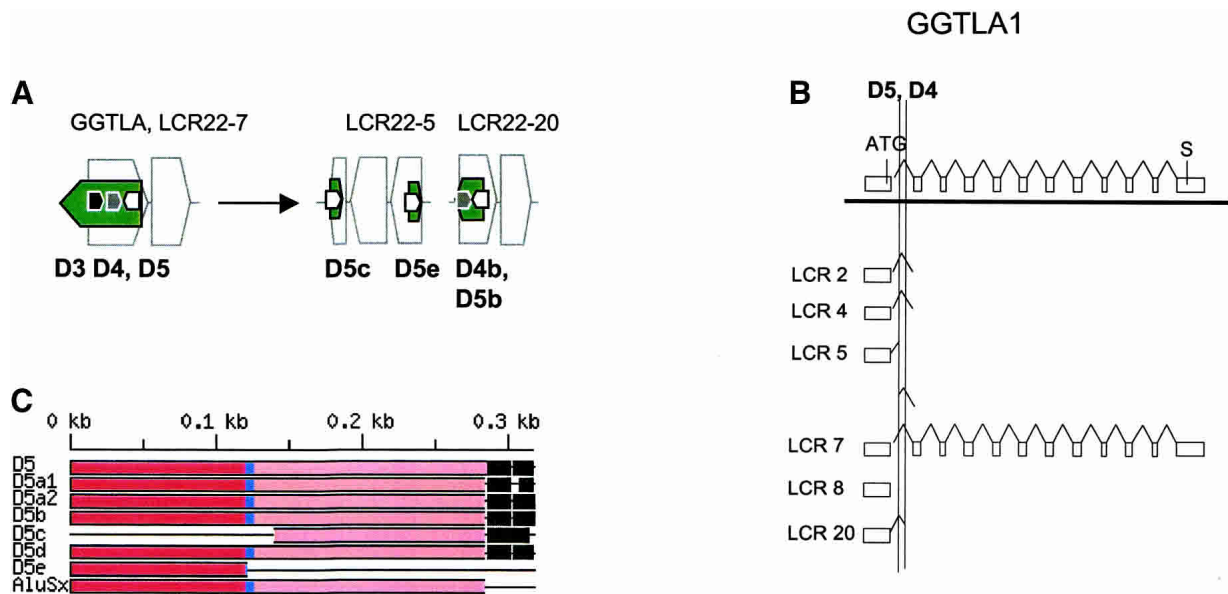 GGTLA1
A
GGTLA, LCR22-7
LCR22-5
LCR22-20
D3 D4, D5
D5c
D5e
D4b,
D5b
B
D5, D4
ATG
S
LCR 2
LCR 4
LCR 5
LCR 7
LCR 8
LCR 20
C
0 kb
0.1 kb
0.2 kb
0.3 kb
D5
D5a1
D5a2
D5b
D5c
D5d
D5e
AluSx